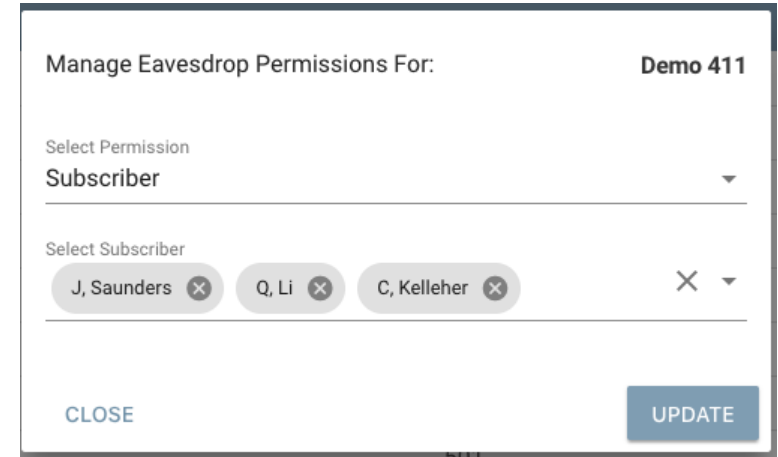 Manage Eavesdrop Permissions For: Demo 411
Select Permission
Subscriber
Select Subscriber
J, Saunders Q, Li C, Kelleher
CLOSE UPDATE